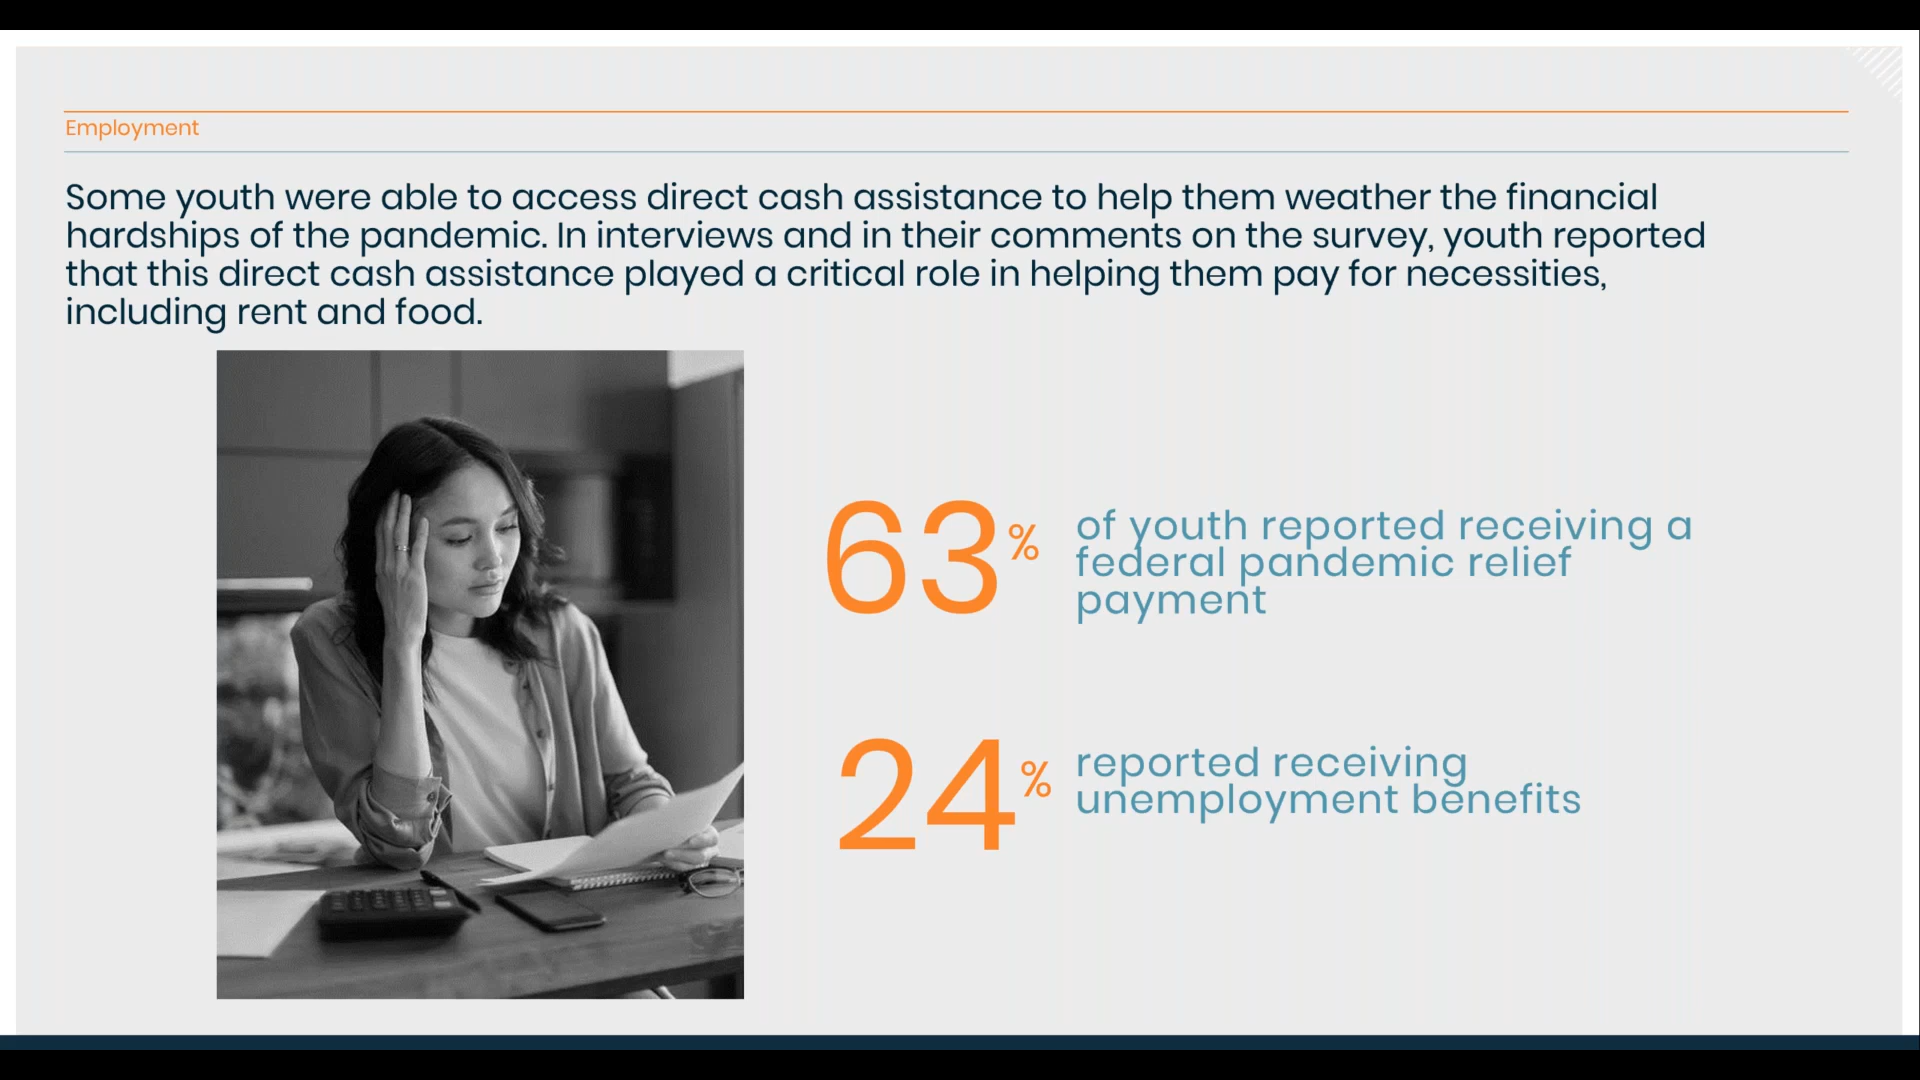 Employment
Some youth were able to access direct cash assistance to help them weather the financial
hardships of the pandemic. In interviews and in their comments on the survey, youth reported
that this direct cash assistance played a critical role in helping them pay for necessities,
including rent and food.
63% of youth reported receiving a
federal pandemic relief
payment
24% reported receiving
unemployment benefits